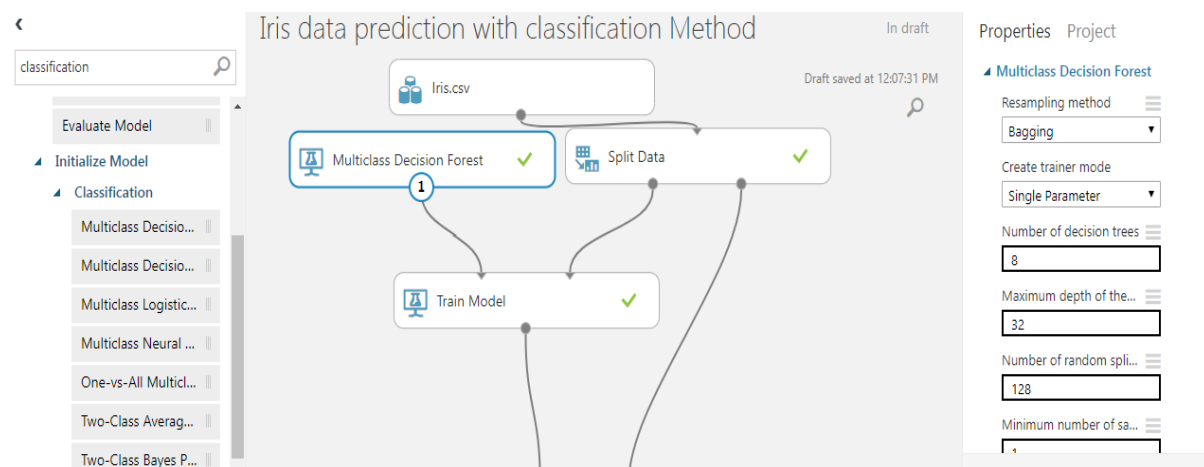 Iris data prediction with classification Method
In draft
Draft saved at 12:07:31 PM
classification
Evaluate Model
Initialize Model
Classification
Multiclass Decisio...
Multiclass Decisio...
Multiclass Logistic...
Multiclass Neural ...
One-vs-All Multicl...
Two-Class Averag...
Two-Class Bayes P...
Iris.csv
Multiclass Decision Forest
1
Split Data
Train Model
Properties Project
Multiclass Decision Forest
Resampling method
Bagging
Create trainer mode
Single Parameter
Number of decision trees
8
Maximum depth of the...
32
Number of random spli...
128
Minimum number of sa...
1